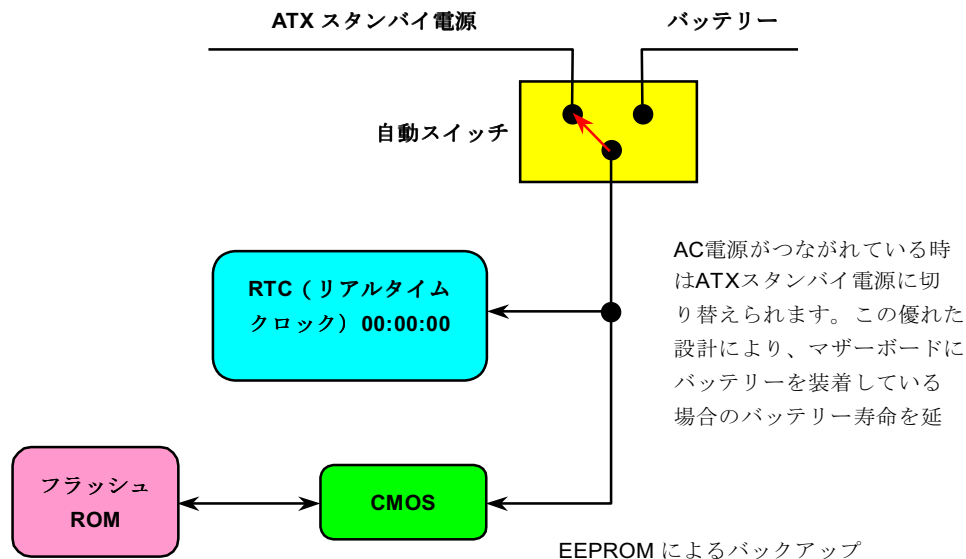 ATX スタンバイ電源
バッテリー
自動スイッチ
RTC（リアルタイム
クロック）00:00:00
AC電源がつながれている時
はATXスタンバイ電源に切
り替えられます。この優れた
設計により、マザーボードに
バッテリーを装着している
場合のバッテリー寿命を延
フラッシュ
ROM
CMOS
EEPROM によるバックアップ